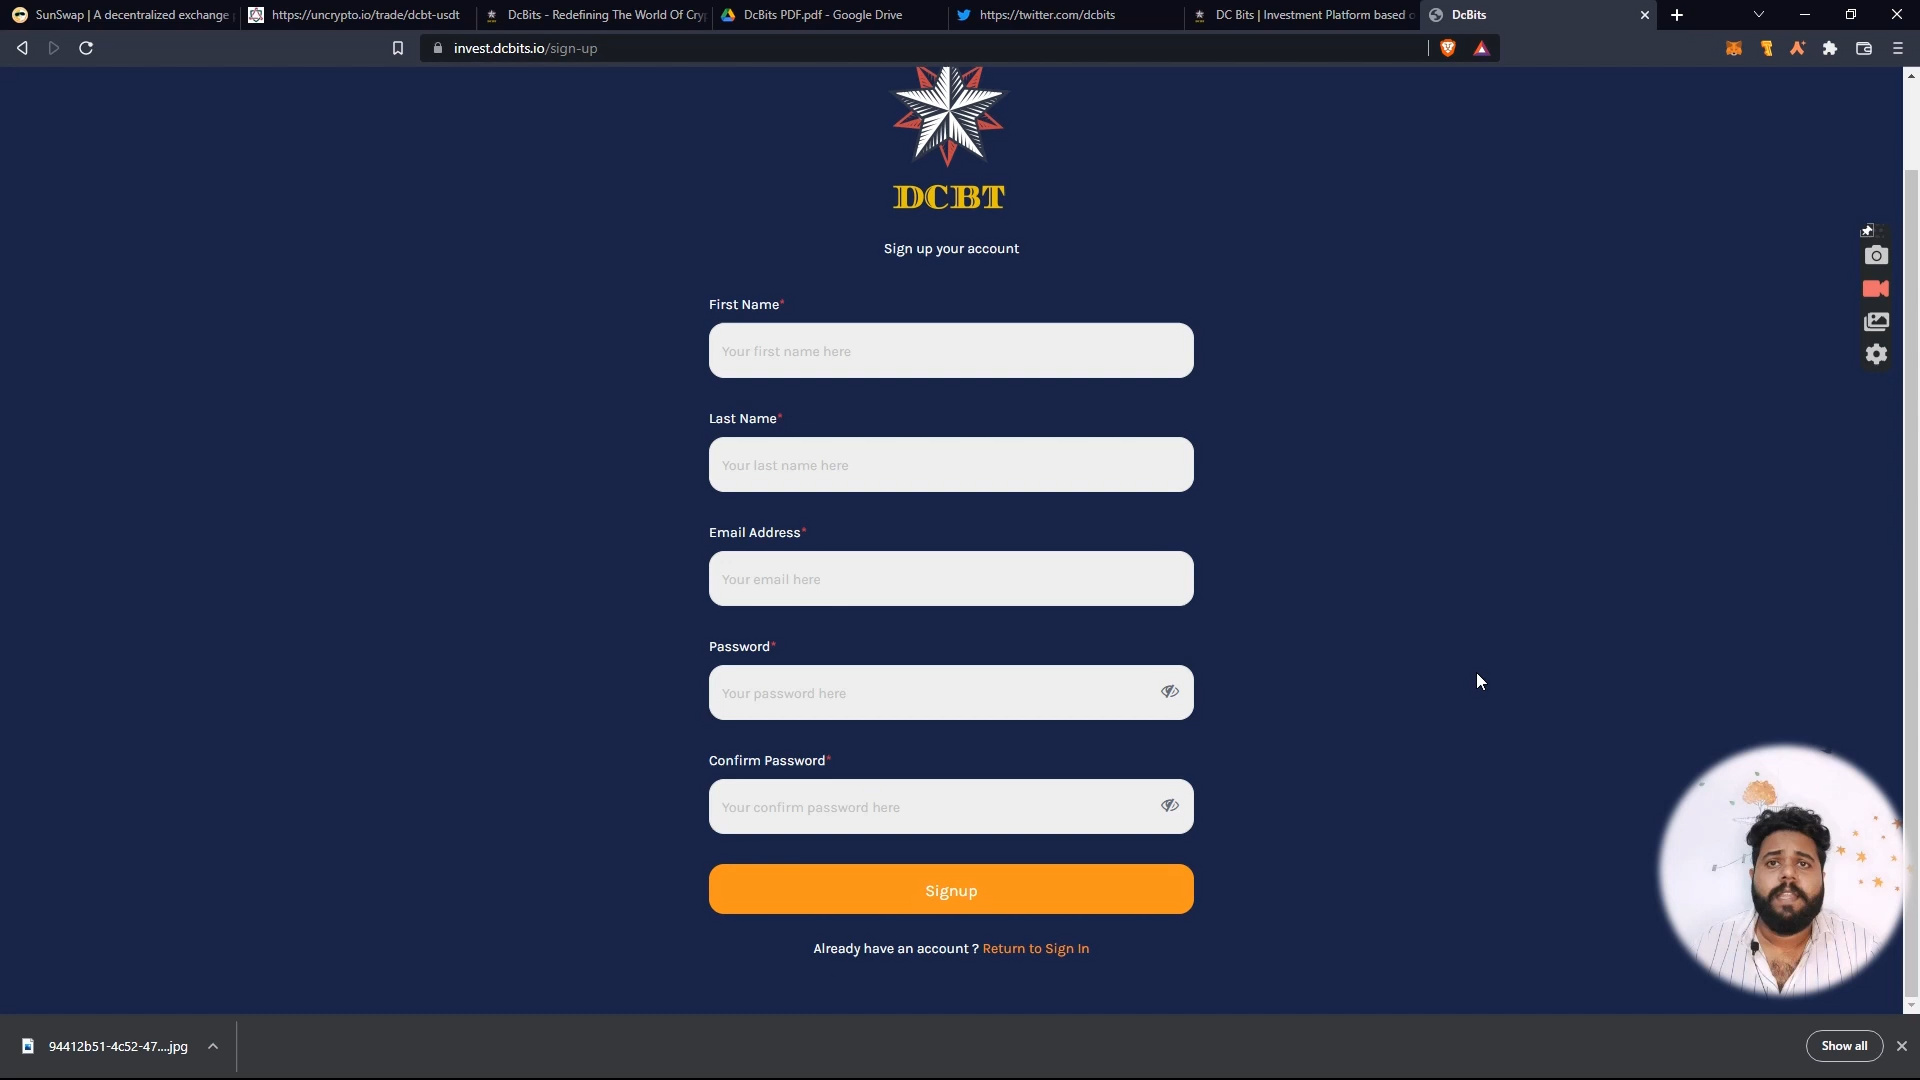 SunSwap | A decentralized exchange
https://uncrypto.io/trade/dcbt-usdt
DcBits - Redefining The World Of Cry
DcBits PDF.pdf - Google Drive
https://twitter.com/dcbits
DC Bits | Investment Platform based o
DcBits
invest.dcbits.io/sign-up
DCBT
Sign up your account
First Name*
Your first name here
Last Name*
Your last name here
Email Address*
Your email here
Password*
Your password here
Confirm Password*
Your confirm password here
Signup
Already have an account ? Return to Sign In
94412b51-4c52-47....jpg
Show all